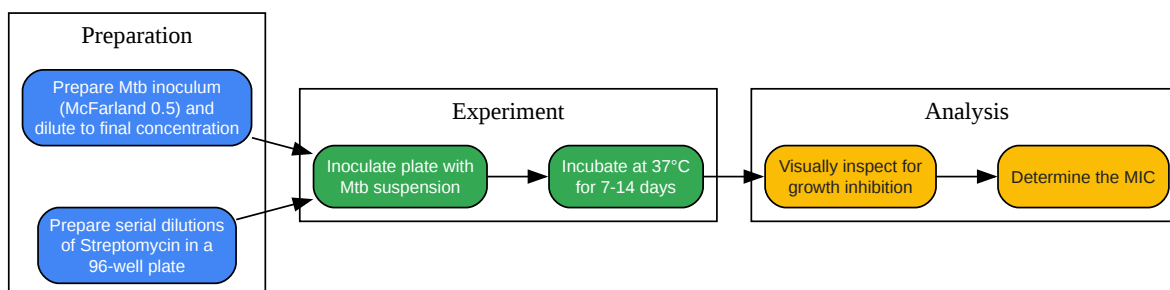 Preparation
Prepare Mtb inoculum
(McFarland 0.5) and
dilute to final concentration
Prepare serial dilutions
of Streptomycin in a
96-well plate
Experiment
Inoculate plate with
Mtb suspension
Incubate at 37°C
for 7-14 days
Analysis
Visually inspect for
growth inhibition
Determine the MIC